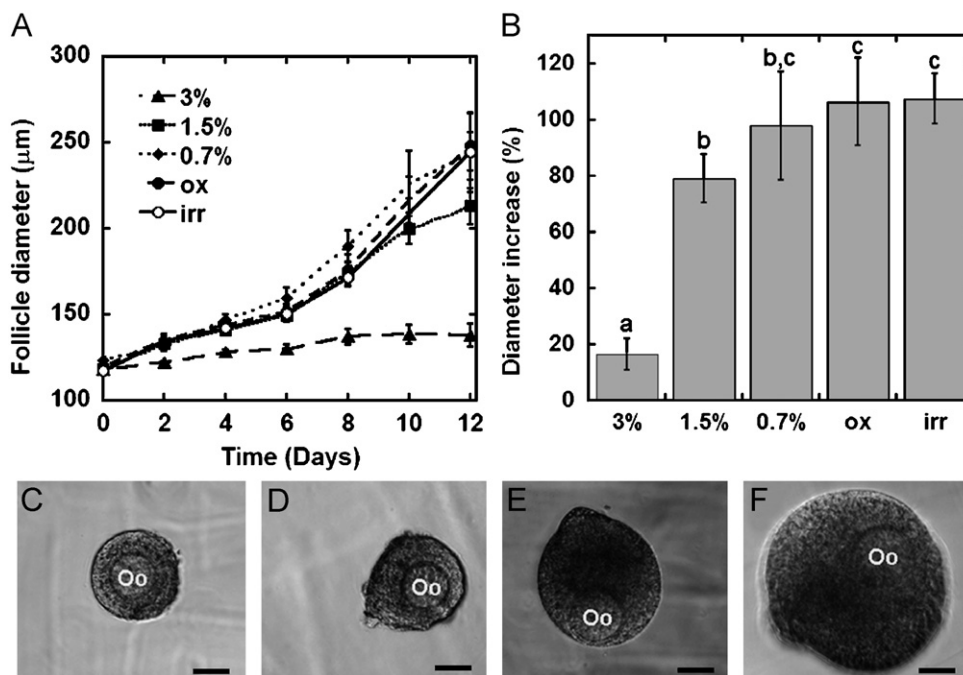 A
300
250
200
150
100
Follicle diameter (μm)
3%
1.5%
0.7%
ox
irr
0 2 4 6 8 10 12
Time (Days)
B
120
100
80
60
40
20
0
Diameter increase (%)
a
b
b,c
c
c
3% 1.5% 0.7% ox irr
C
Oo
D
Oo
E
Oo
F
Oo